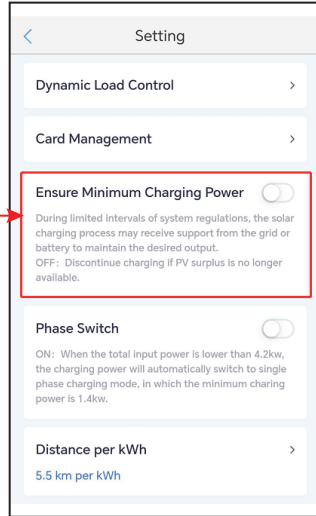 Setting
Dynamic Load Control
Card Management
Ensure Minimum Charging Power
During limited intervals of system regulations, the solar
charging process may receive support from the grid or
battery to maintain the desired output.
OFF: Discontinue charging if PV surplus is no longer
available.
Phase Switch
ON: When the total input power is lower than 4.2kw,
the charging power will automatically switch to single
phase charging mode, in which the minimum charing
power is 1.4kw.
Distance per kWh
5.5 km per kWh